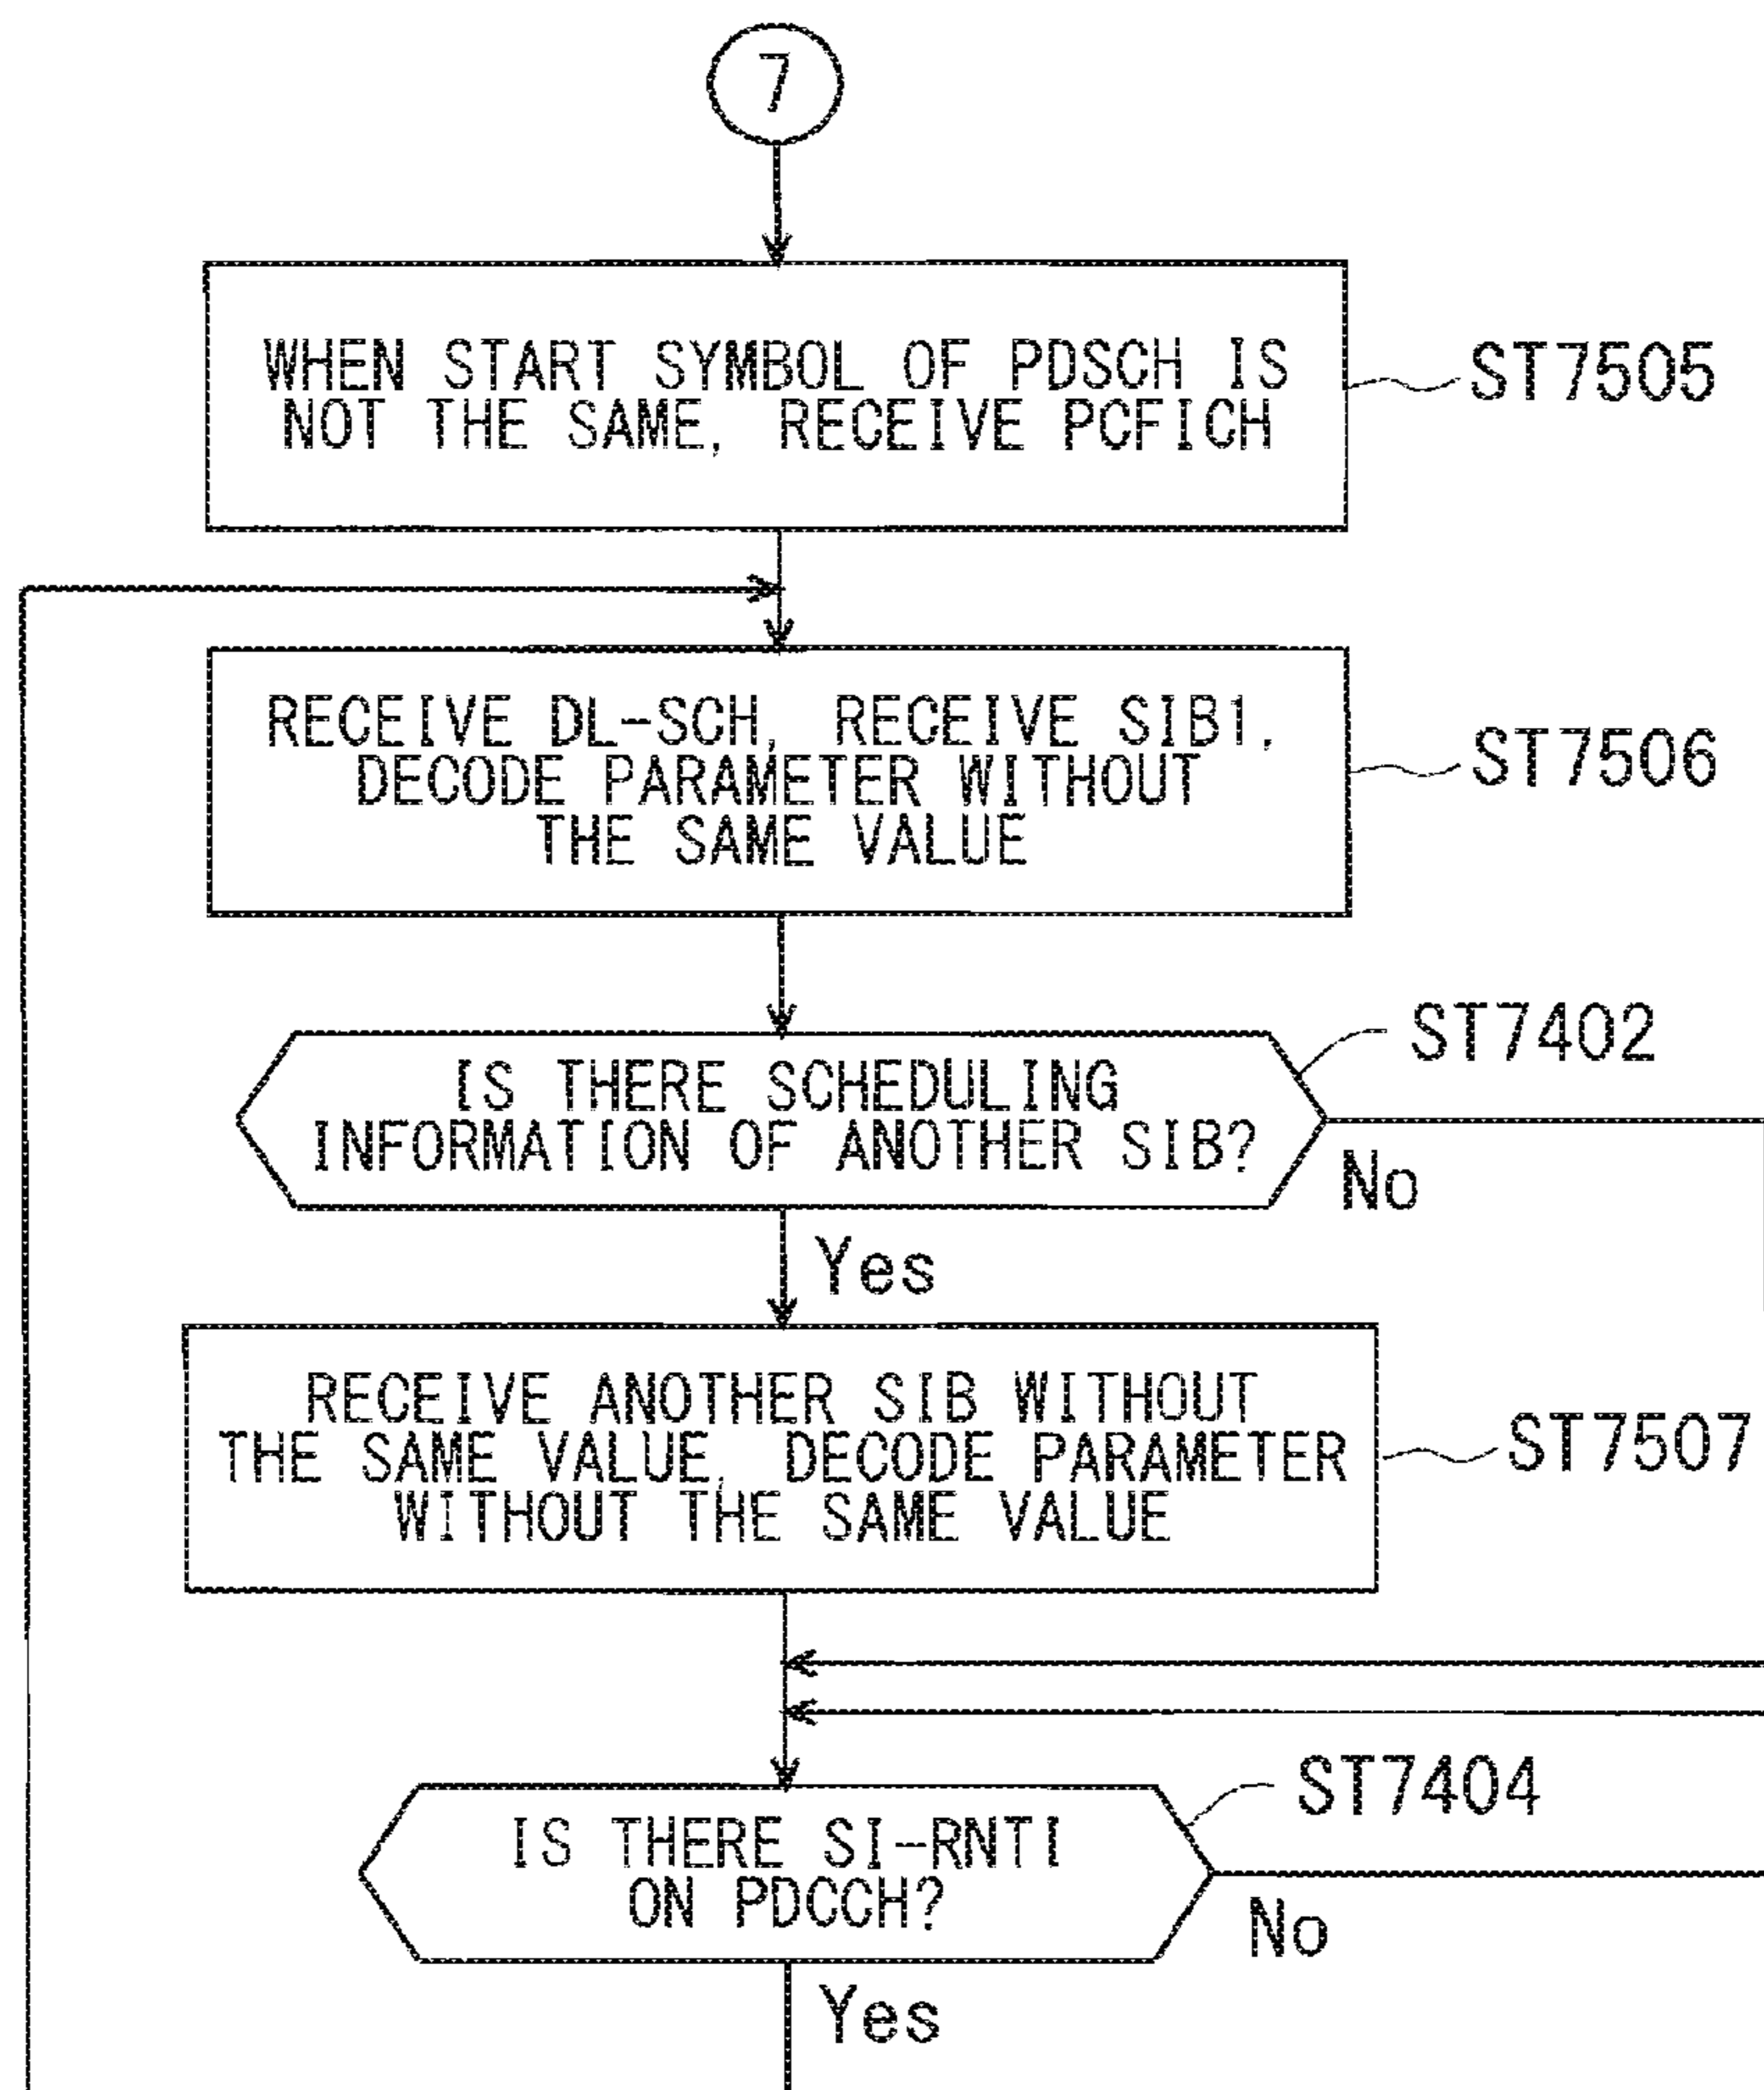 7
WHEN START SYMBOL OF PDSCH IS
NOT THE SAME, RECEIVE PCFICH
ST7505
RECEIVE DL-SCH, RECEIVE SIB1,
DECODE PARAMETER WITHOUT
THE SAME VALUE
ST7506
IS THERE SCHEDULING
INFORMATION OF ANOTHER SIB?
ST7402
No
Yes
RECEIVE ANOTHER SIB WITHOUT
THE SAME VALUE, DECODE PARAMETER
WITHOUT THE SAME VALUE
ST7507
IS THERE SI-RNTI
ON PDCCH?
ST7404
No
Yes